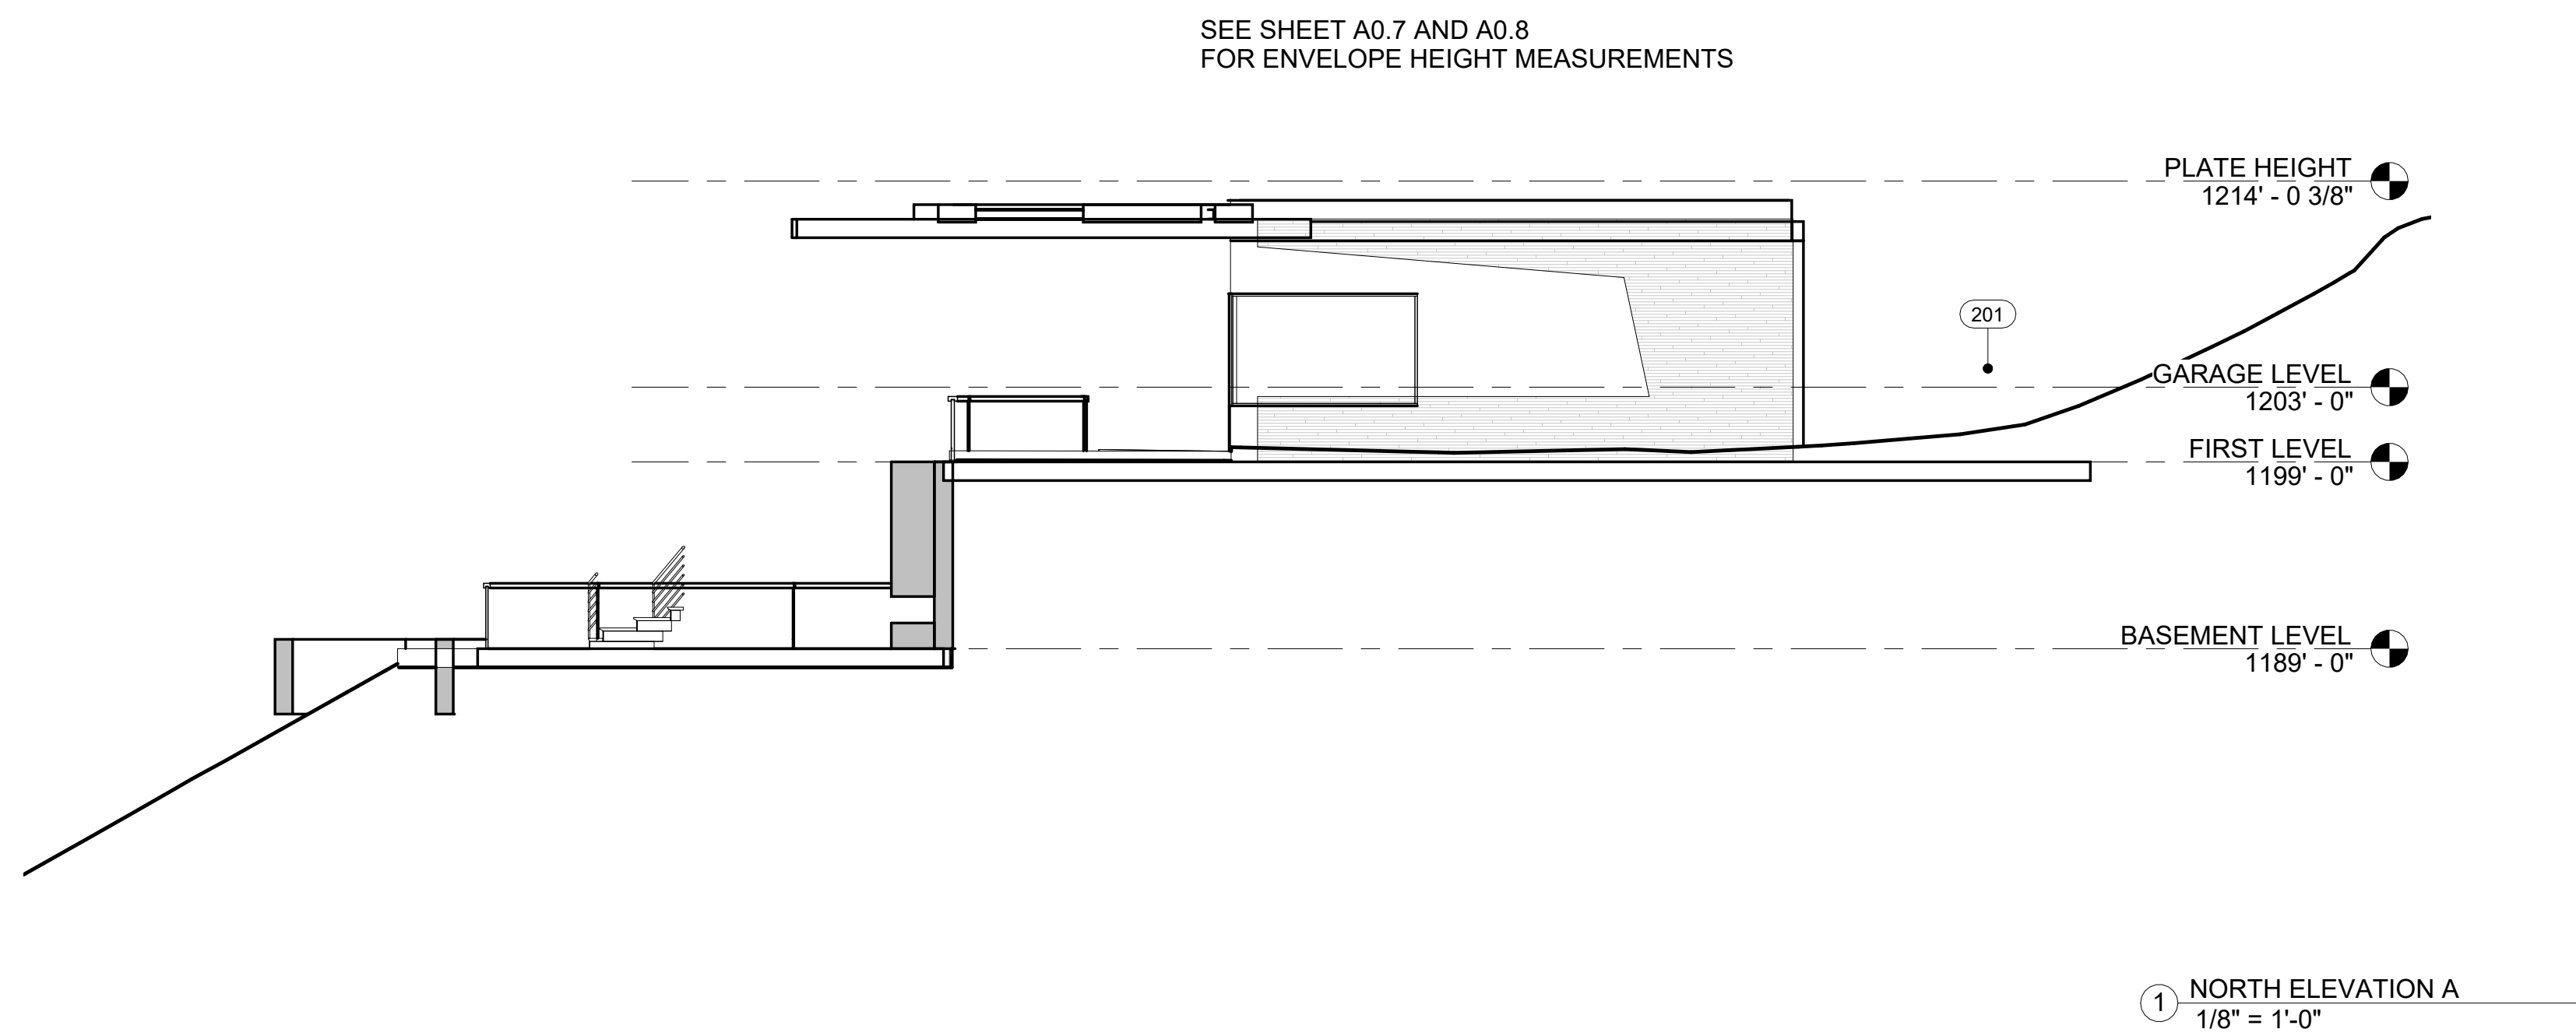 SEE SHEET A0.7 AND A0.8
FOR ENVELOPE HEIGHT MEASUREMENTS
PLATE HEIGHT
1214' - 0 3/8"
201
GARAGE LEVEL
1203' - 0"
FIRST LEVEL
1199' - 0"
BASEMENT LEVEL
1189' - 0"
1 NORTH ELEVATION A
1/8" = 1'-0"